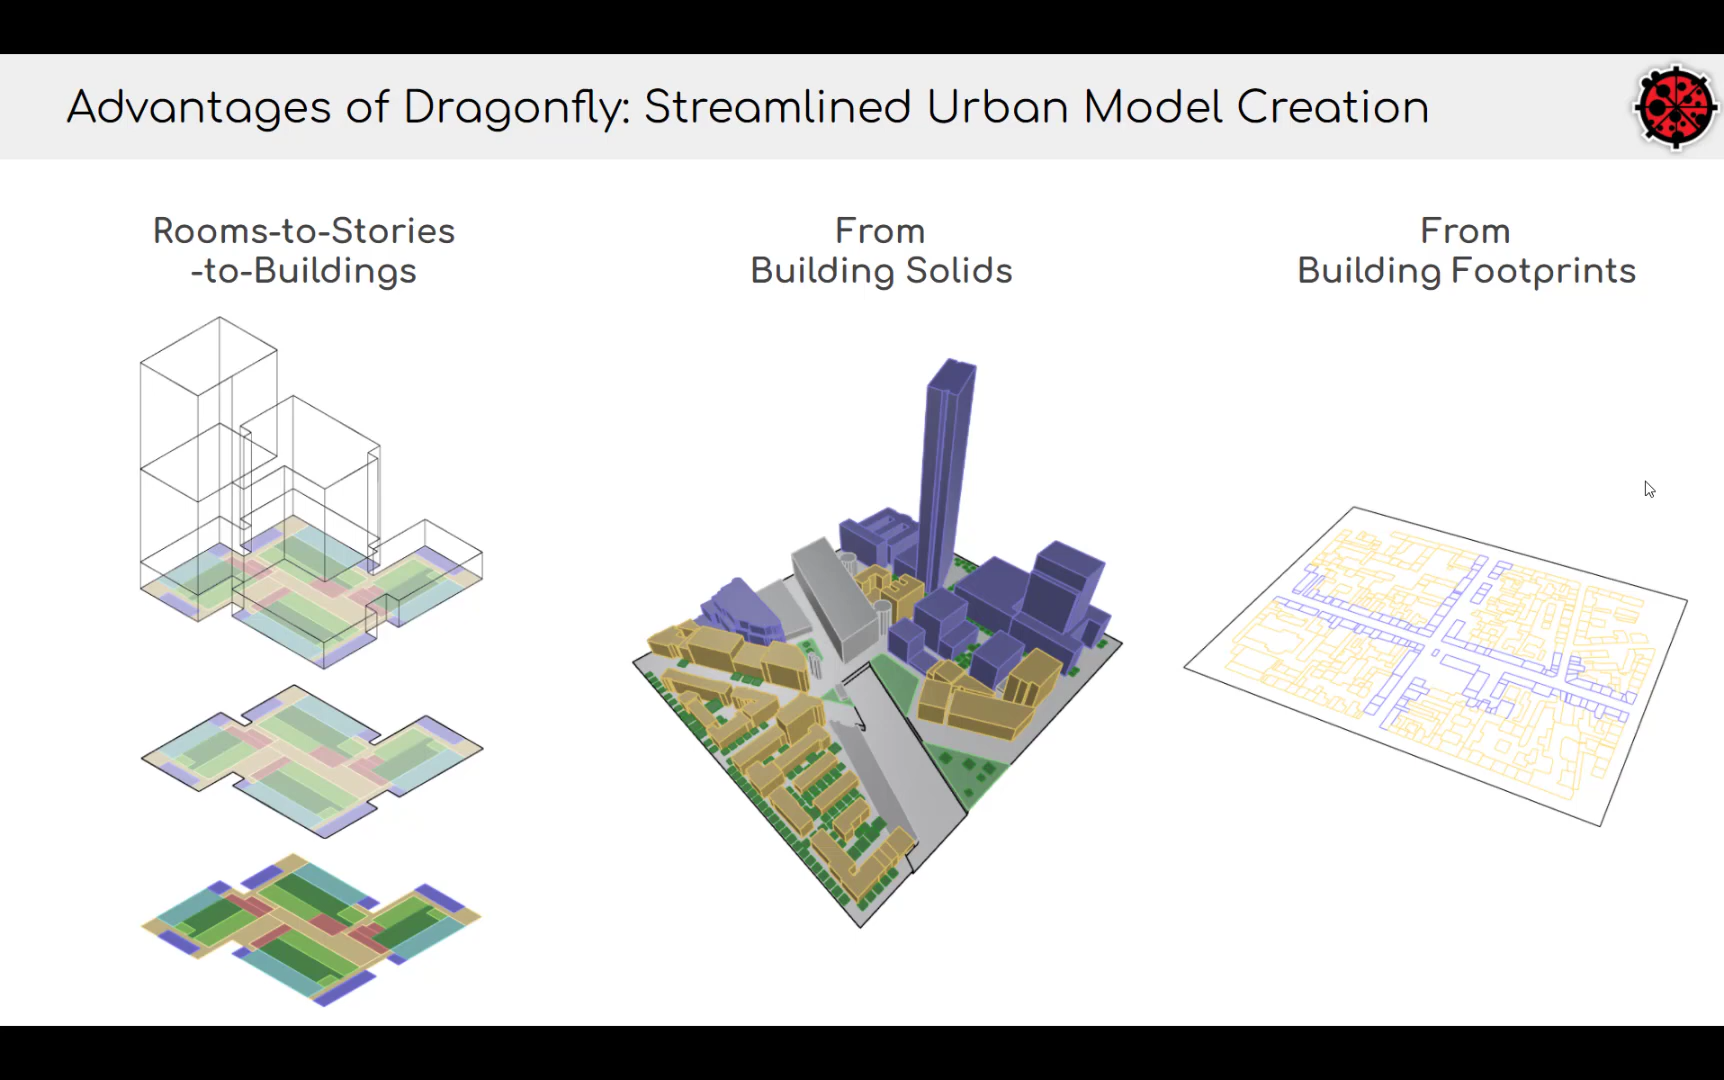 Advantages of Dragonfly: Streamlined Urban Model Creation
Rooms-to-Stories
-to-Buildings
From
Building Solids
From
Building Footprints